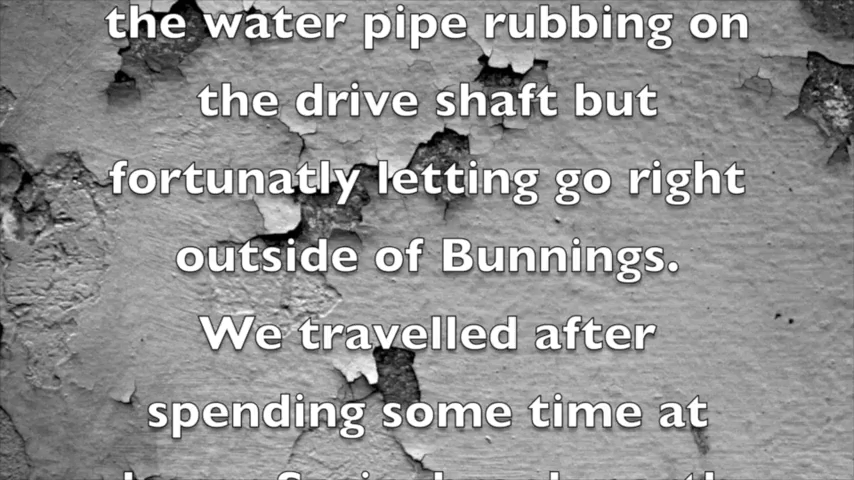 the water pipe rubbing on
the drive shaft but
fortunatly letting go right
outside of Bunnings.
We travelled after
spending some time at